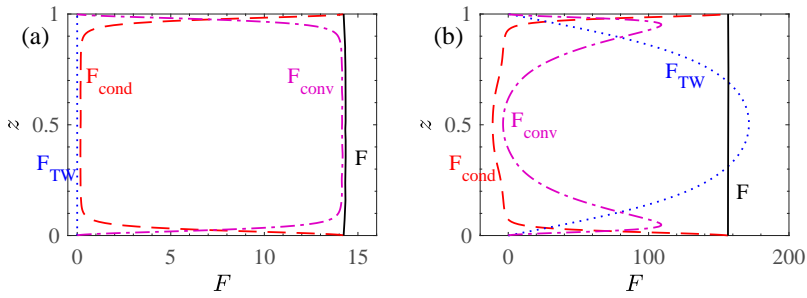 (a)
1
0.5
0
z
F_cond
F_conv
F_TW
F
0 5 10 15
F
(b)
1
0.5
0
z
F_TW
F_conv
F_cond
F
0 100 200
F